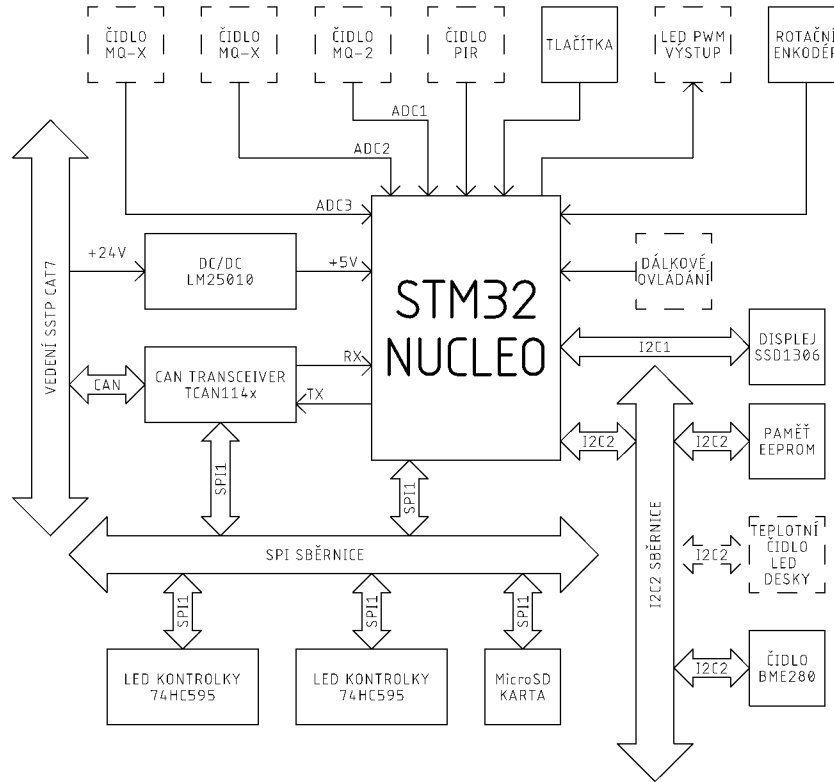 ČIDLO
MQ-X
ČIDLO
MQ-X
ČIDLO
MQ-2
ČIDLO
PIR
TLAČÍTKA
LED PWM
VÝSTUP
ROTAČNÍ
ENKODÉR
ADC1
ADC2
ADC3
+24V
DC/DC
LM25010
+5V
STM32
NUCLEO
DÁLKOVÉ
OVLÁDÁNÍ
VEDENÍ SSTP CAT7
CAN
CAN TRANSCEIVER
TCAN114x
RX
TX
I2C1
DISPLEJ
SSD1306
I2C2
I2C2
PAMĚŤ
EEPROM
SPI1
SPI1
SPI SBĚRNICE
I2C2 SBĚRNICE
I2C2
TEPLOTNÍ
ČIDLO
LED
DESKY
SPI1
SPI1
SPI1
I2C2
ČIDLO
BME280
LED KONTROLKY
74HC595
LED KONTROLKY
74HC595
MicroSD
KARTA